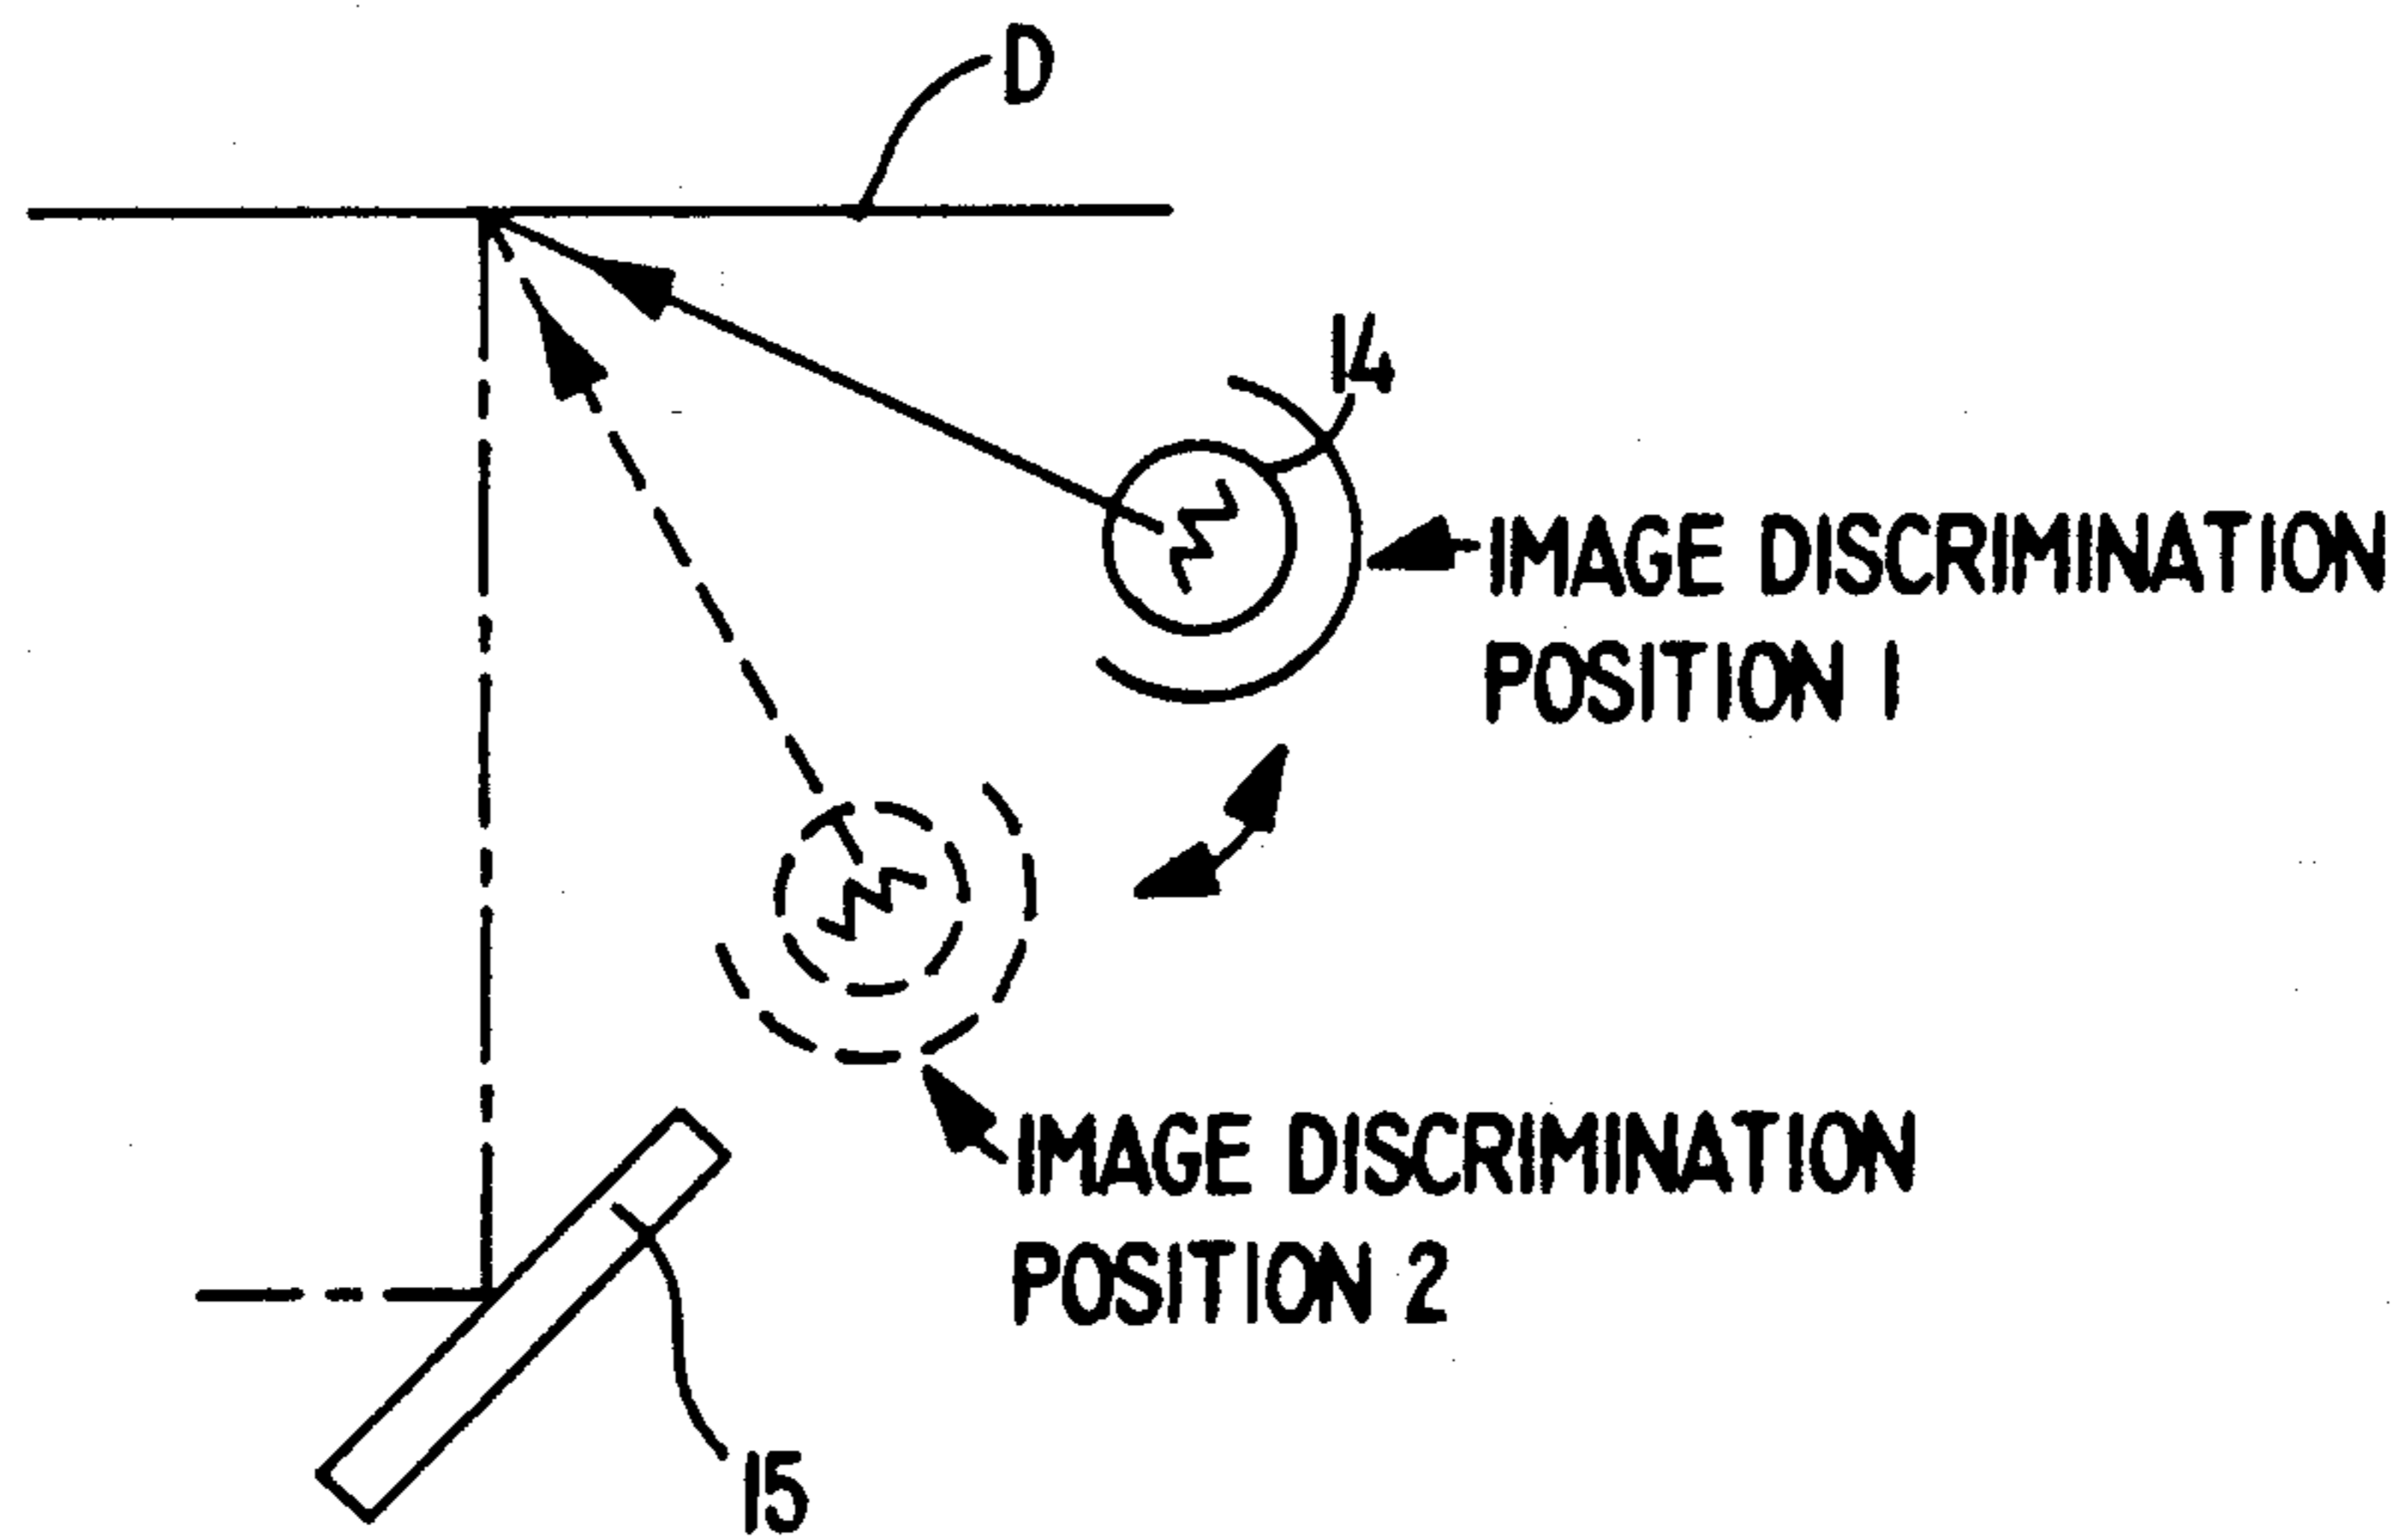 D
14
IMAGE DISCRIMINATION
POSITION 1
IMAGE DISCRIMINATION
POSITION 2
15